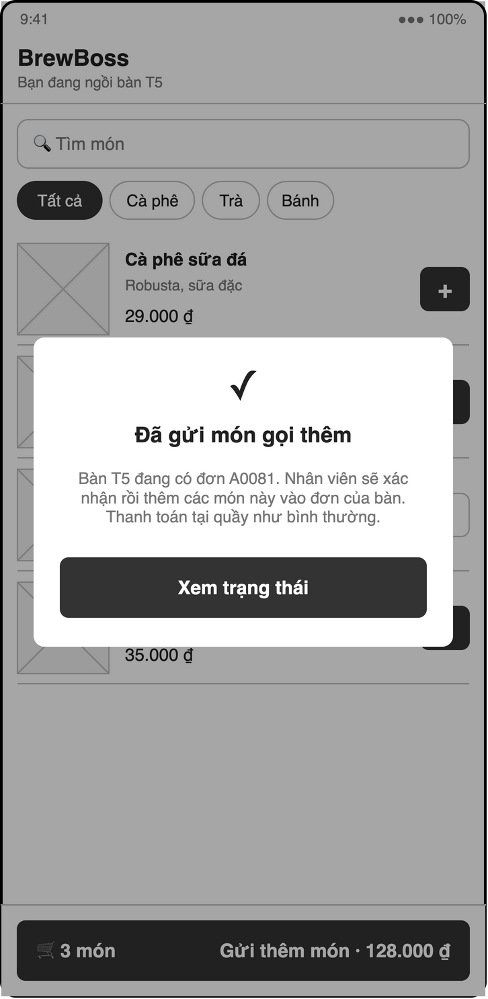 9:41
●●● 100%
BrewBoss
Bạn đang ngồi bàn T5
🔍 Tìm món
Tất cả
Cà phê
Trà
Bánh
Cà phê sữa đá
Robusta, sữa đặc
29.000 ₫
+
✓
Đã gửi món gọi thêm
Bàn T5 đang có đơn A0081. Nhân viên sẽ xác
nhận rồi thêm các món này vào đơn của bàn.
Thanh toán tại quầy như bình thường.
Xem trạng thái
35.000 ₫
🛒 3 món
Gửi thêm món · 128.000 ₫